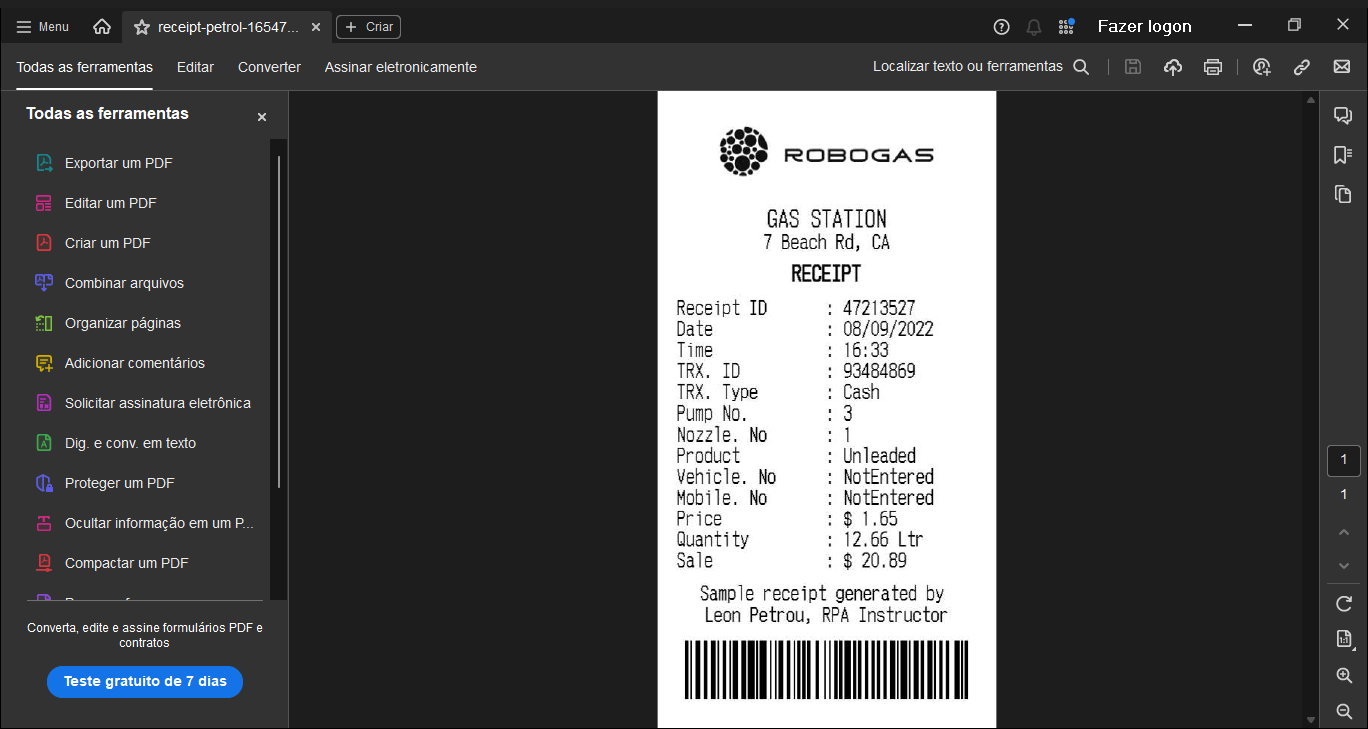 Menu
receipt-petrol-16547...
Criar
Fazer logon
Todas as ferramentas
Editar
Converter
Assinar eletronicamente
Localizar texto ou ferramentas
Todas as ferramentas
Exportar um PDF
Editar um PDF
Criar um PDF
Combinar arquivos
Organizar páginas
Adicionar comentários
Solicitar assinatura eletrônica
Dig. e conv. em texto
Proteger um PDF
Ocultar informação em um P...
Compactar um PDF
Converta, edite e assine formulários PDF e
contratos
Teste gratuito de 7 dias
ROBOGAS
GAS STATION
7 Beach Rd, CA
RECEIPT
Receipt ID : 47213527
Date : 08/09/2022
Time : 16:33
TRX. ID : 93484869
TRX. Type : Cash
Pump No. : 3
Nozzle. No : 1
Product : Unleaded
Vehicle. No : NotEntered
Mobile. No : NotEntered
Price : $ 1.65
Quantity : 12.66 Ltr
Sale : $ 20.89
Sample receipt generated by
Leon Petrou, RPA Instructor
1
1